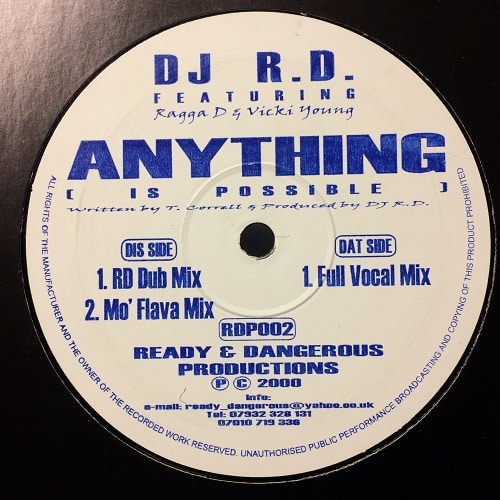 DJ R.D.
FEATURING
Ragga D & Vicki Young
ANYTHING
( IS POSSIBLE )
Written by T. Correll & Produced by DJ R.D.
DIS SIDE
1. RD Dub Mix
2. Mo' Flava Mix
DAT SIDE
1. Full Vocal Mix
RDP002
READY & DANGEROUS
PRODUCTIONS
Ⓟ Ⓒ 2000
Info:
e-mail: ready_dangerous@yahoo.co.uk
Tel: 07932 328 131
07010 719 336
ALL RIGHTS OF THE MANUFACTURER AND THE OWNER OF THE RECORDED WORK RESERVED. UNAUTHORISED PUBLIC PERFORMANCE BROADCASTING AND COPYING OF THIS PRODUCT PROHIBITED